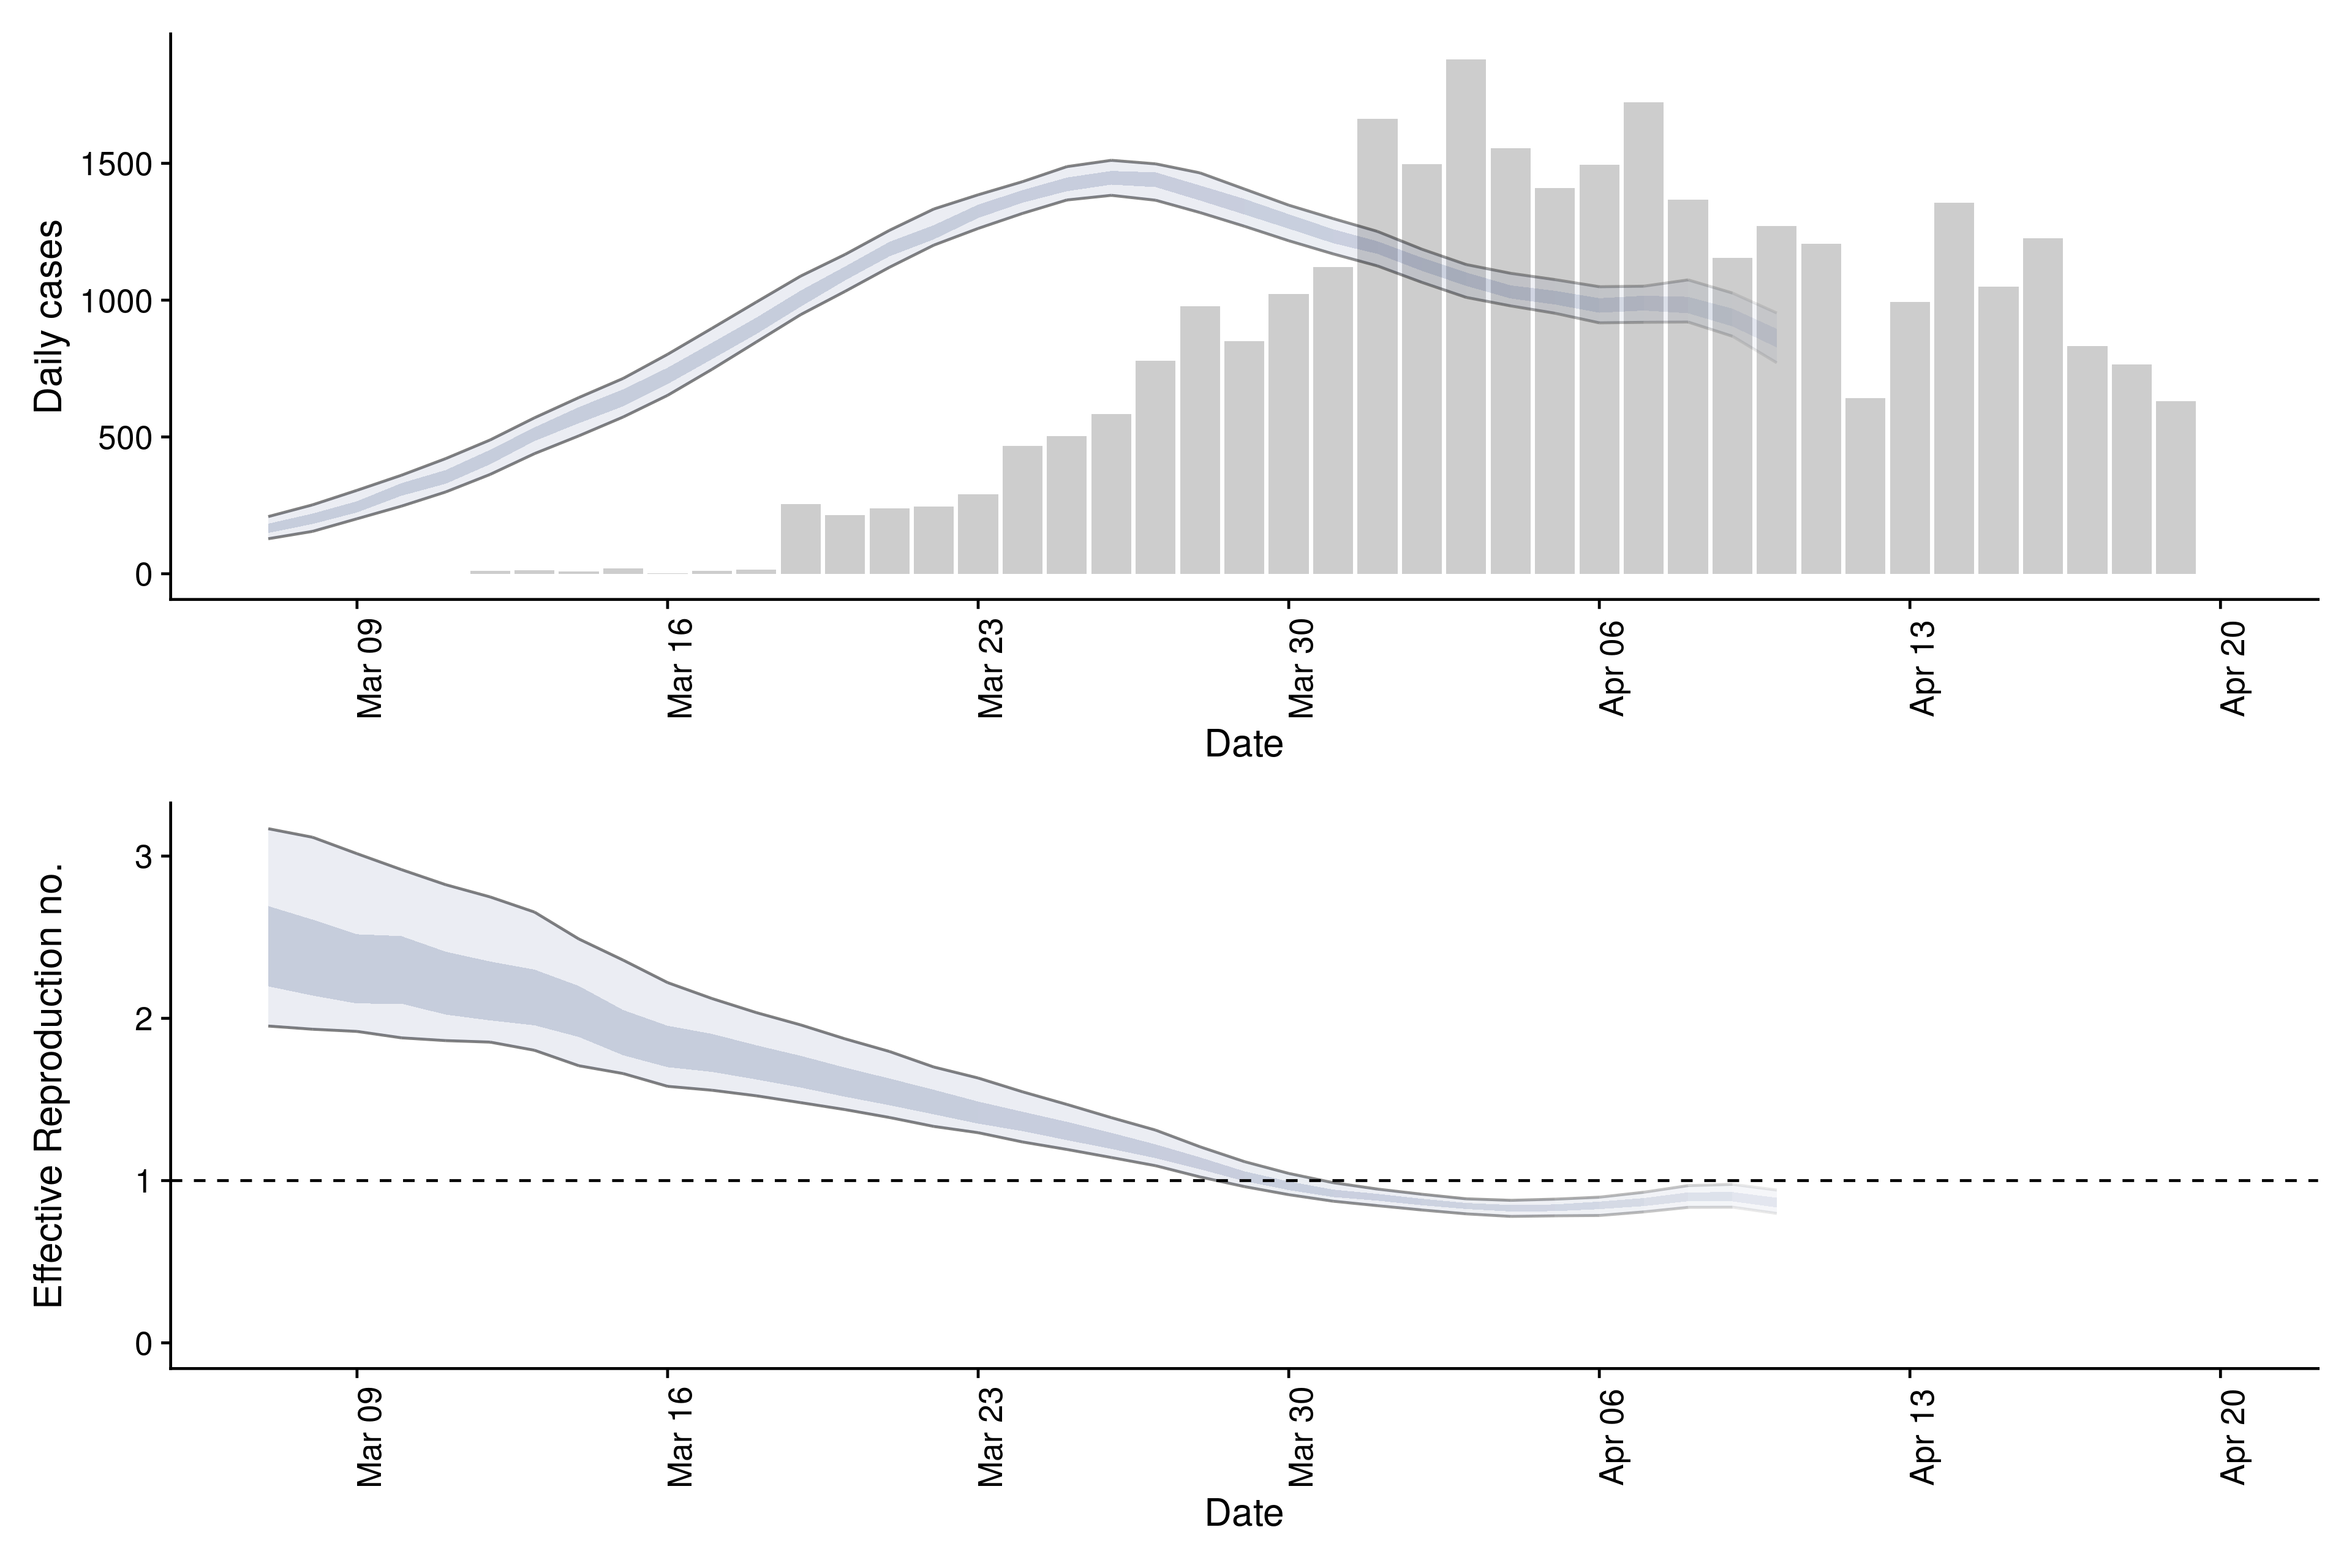 Daily cases
1500
1000
500
0
Mar 09
Mar 16
Mar 23
Mar 30
Apr 06
Apr 13
Apr 20
Date
Effective Reproduction no.
3
2
1
0
Mar 09
Mar 16
Mar 23
Mar 30
Apr 06
Apr 13
Apr 20
Date